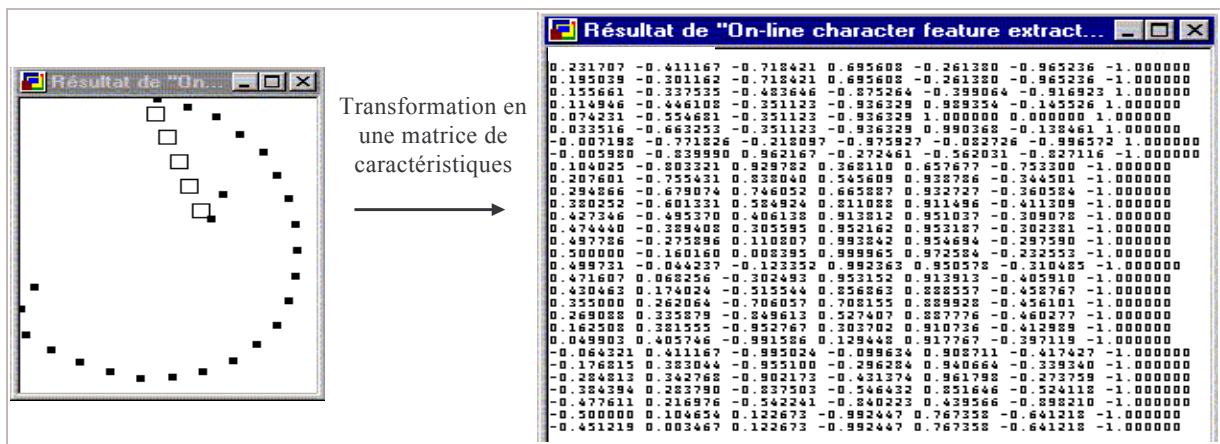 Résultat de "On...
Transformation en
une matrice de
caractéristiques
Résultat de "On-line character feature extract...
0.231707 -0.411167 -0.718421 0.695608 -0.261380 -0.965236 -1.000000
0.195039 -0.301162 -0.718421 0.695608 -0.261380 -0.965236 -1.000000
0.155661 -0.337535 -0.483646 -0.875264 -0.399064 -0.916923 1.000000
0.114946 -0.446108 -0.351123 -0.936329 0.989354 -0.145526 1.000000
0.074231 -0.554681 -0.351123 -0.936329 1.000000 0.000000 1.000000
0.033516 -0.663253 -0.351123 -0.936329 0.990368 -0.138461 1.000000
-0.007198 -0.771826 -0.218097 -0.975927 -0.082726 -0.996572 1.000000
-0.005980 -0.839990 0.962167 -0.272461 -0.562031 -0.827116 -1.000000
0.104025 -0.803321 0.929782 0.368110 0.657677 -0.753300 -1.000000
0.207601 -0.755431 0.838040 0.545609 0.938786 -0.344501 -1.000000
0.294866 -0.679074 0.746052 0.665887 0.932727 -0.360584 -1.000000
0.380252 -0.601331 0.584924 0.811088 0.911496 -0.411309 -1.000000
0.427346 -0.495370 0.406138 0.913812 0.951037 -0.309078 -1.000000
0.474440 -0.389408 0.305595 0.952162 0.953187 -0.302381 -1.000000
0.497786 -0.275896 0.110807 0.993842 0.954694 -0.297590 -1.000000
0.500000 -0.160160 0.008395 0.999965 0.972584 -0.232553 -1.000000
0.499731 -0.044237 -0.123352 0.992363 0.950578 -0.310485 -1.000000
0.471607 0.068256 -0.302493 0.953152 0.913913 -0.405910 -1.000000
0.430463 0.174024 -0.515544 0.856863 0.888557 -0.458767 -1.000000
0.355000 0.262064 -0.706057 0.708155 0.889928 -0.456101 -1.000000
0.269088 0.335879 -0.849613 0.527407 0.887776 -0.460277 -1.000000
0.162508 0.381555 -0.952767 0.303702 0.910736 -0.412989 -1.000000
0.049903 0.405746 -0.991586 0.129448 0.917767 -0.397119 -1.000000
-0.064321 0.411167 -0.995024 -0.099634 0.908711 -0.417427 -1.000000
-0.176815 0.383044 -0.955100 -0.296284 0.940664 -0.339340 -1.000000
-0.284813 0.342768 -0.902173 -0.431374 0.961798 -0.273759 -1.000000
-0.384394 0.283790 -0.837503 -0.546432 0.851646 -0.524118 -1.000000
-0.477611 0.216976 -0.542241 -0.840223 0.439566 -0.898210 -1.000000
-0.500000 0.104654 0.122673 -0.992447 0.767358 -0.641218 -1.000000
-0.451219 0.003467 0.122673 -0.992447 0.767358 -0.641218 -1.000000